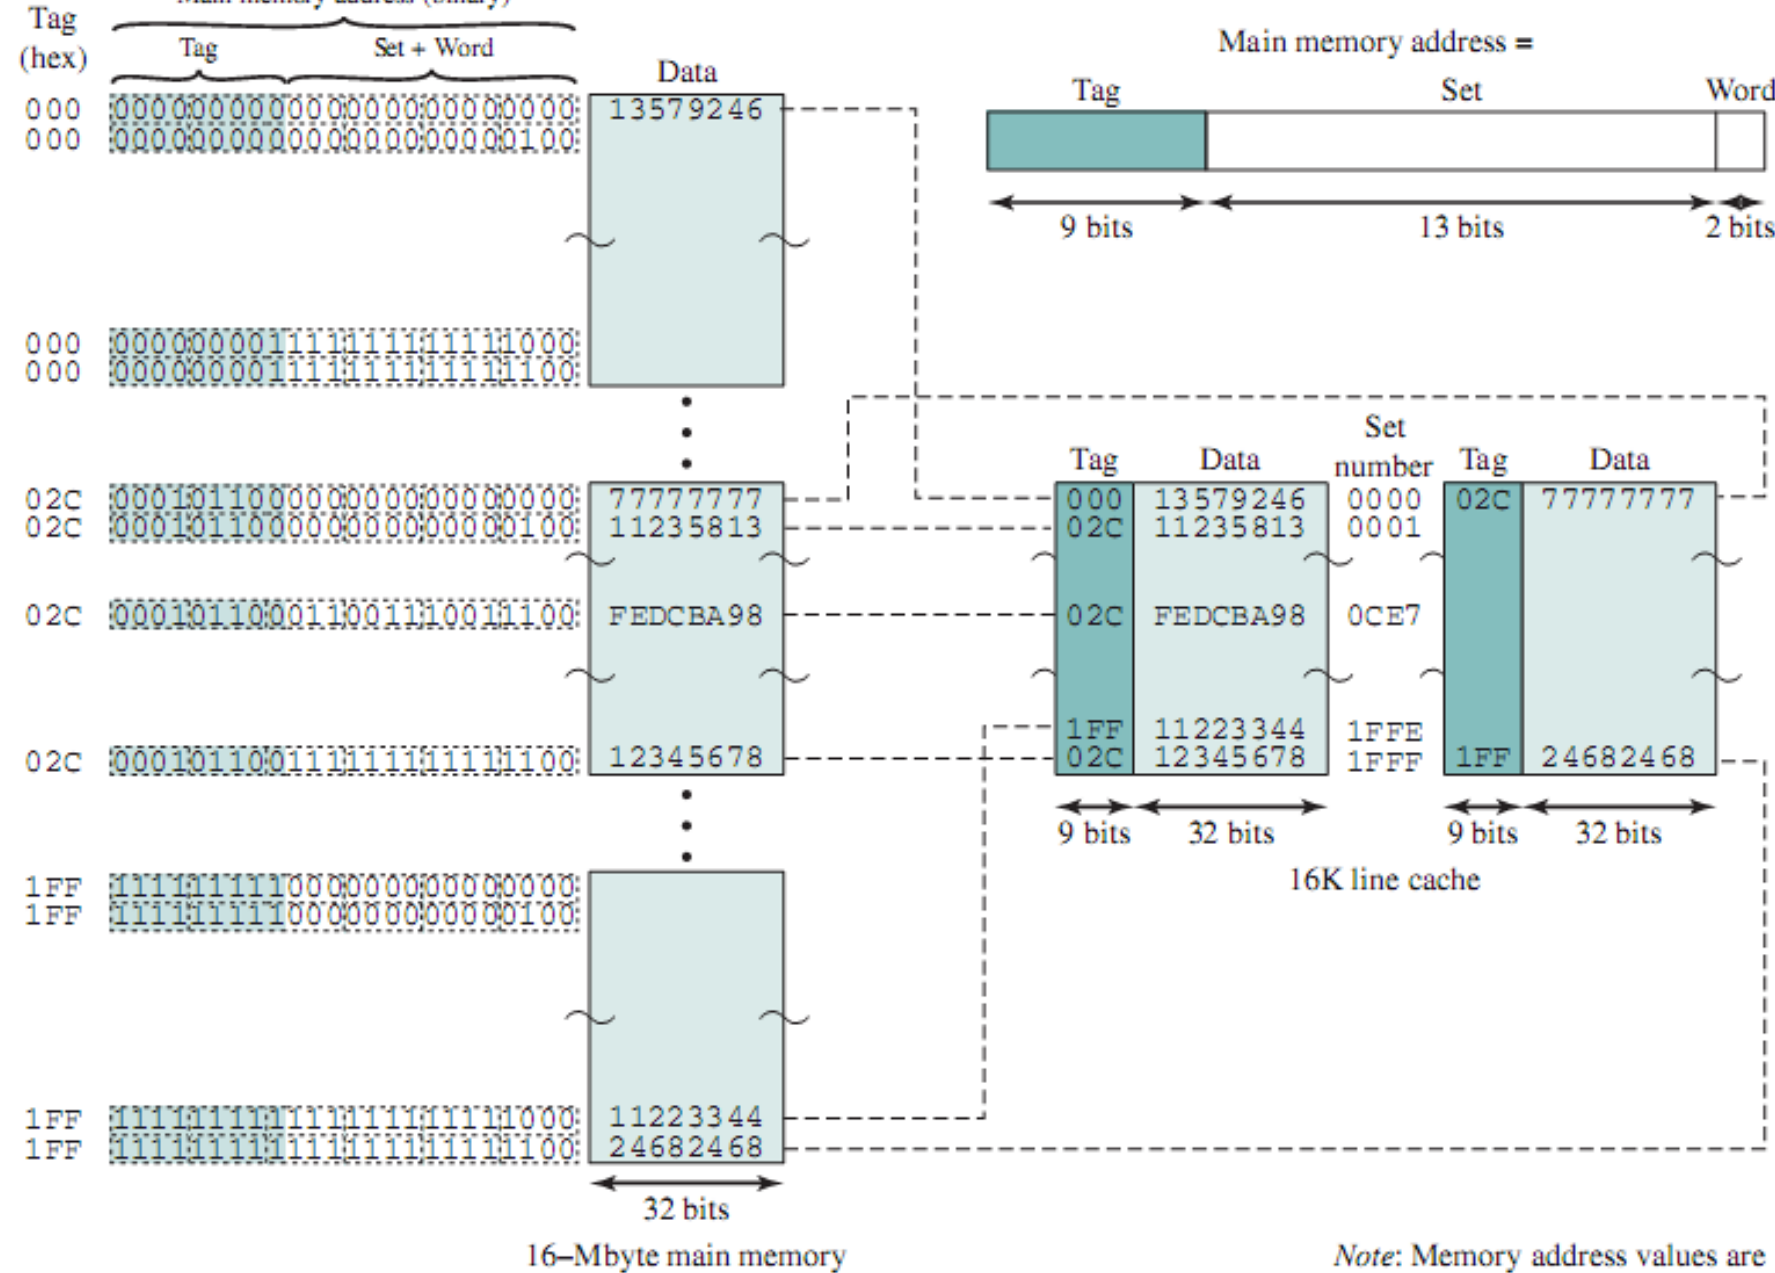 Main memory address (binary)
Tag
(hex)
Tag
Set + Word
Data
000 000000000000000000000000 13579246
000 000000000000000000000100
000 000000001111111111111000
000 000000001111111111111100
02C 000101100000000000000000 77777777
02C 000101100000000000000100 11235813
02C 000101100011001110011100 FEDCBA98
02C 000101100111111111111100 12345678
1FF 111111111000000000000000
1FF 111111111000000000000100
1FF 111111111111111111111000 11223344
1FF 111111111111111111111100 24682468
32 bits
16–Mbyte main memory
Main memory address =
Tag Set Word
9 bits 13 bits 2 bits
Set
Tag Data number Tag Data
000 13579246 0000 02C 77777777
02C 11235813 0001
02C FEDCBA98 0CE7
1FF 11223344 1FFE
02C 12345678 1FFF 1FF 24682468
9 bits 32 bits 9 bits 32 bits
16K line cache
Note: Memory address values are